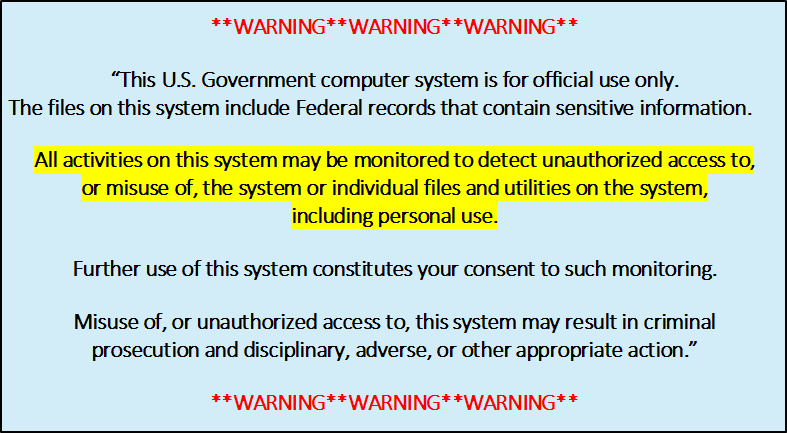 **WARNING**WARNING**WARNING**
“This U.S. Government computer system is for official use only.
The files on this system include Federal records that contain sensitive information.
All activities on this system may be monitored to detect unauthorized access to,
or misuse of, the system or individual files and utilities on the system,
including personal use.
Further use of this system constitutes your consent to such monitoring.
Misuse of, or unauthorized access to, this system may result in criminal
prosecution and disciplinary, adverse, or other appropriate action.”
**WARNING**WARNING**WARNING**